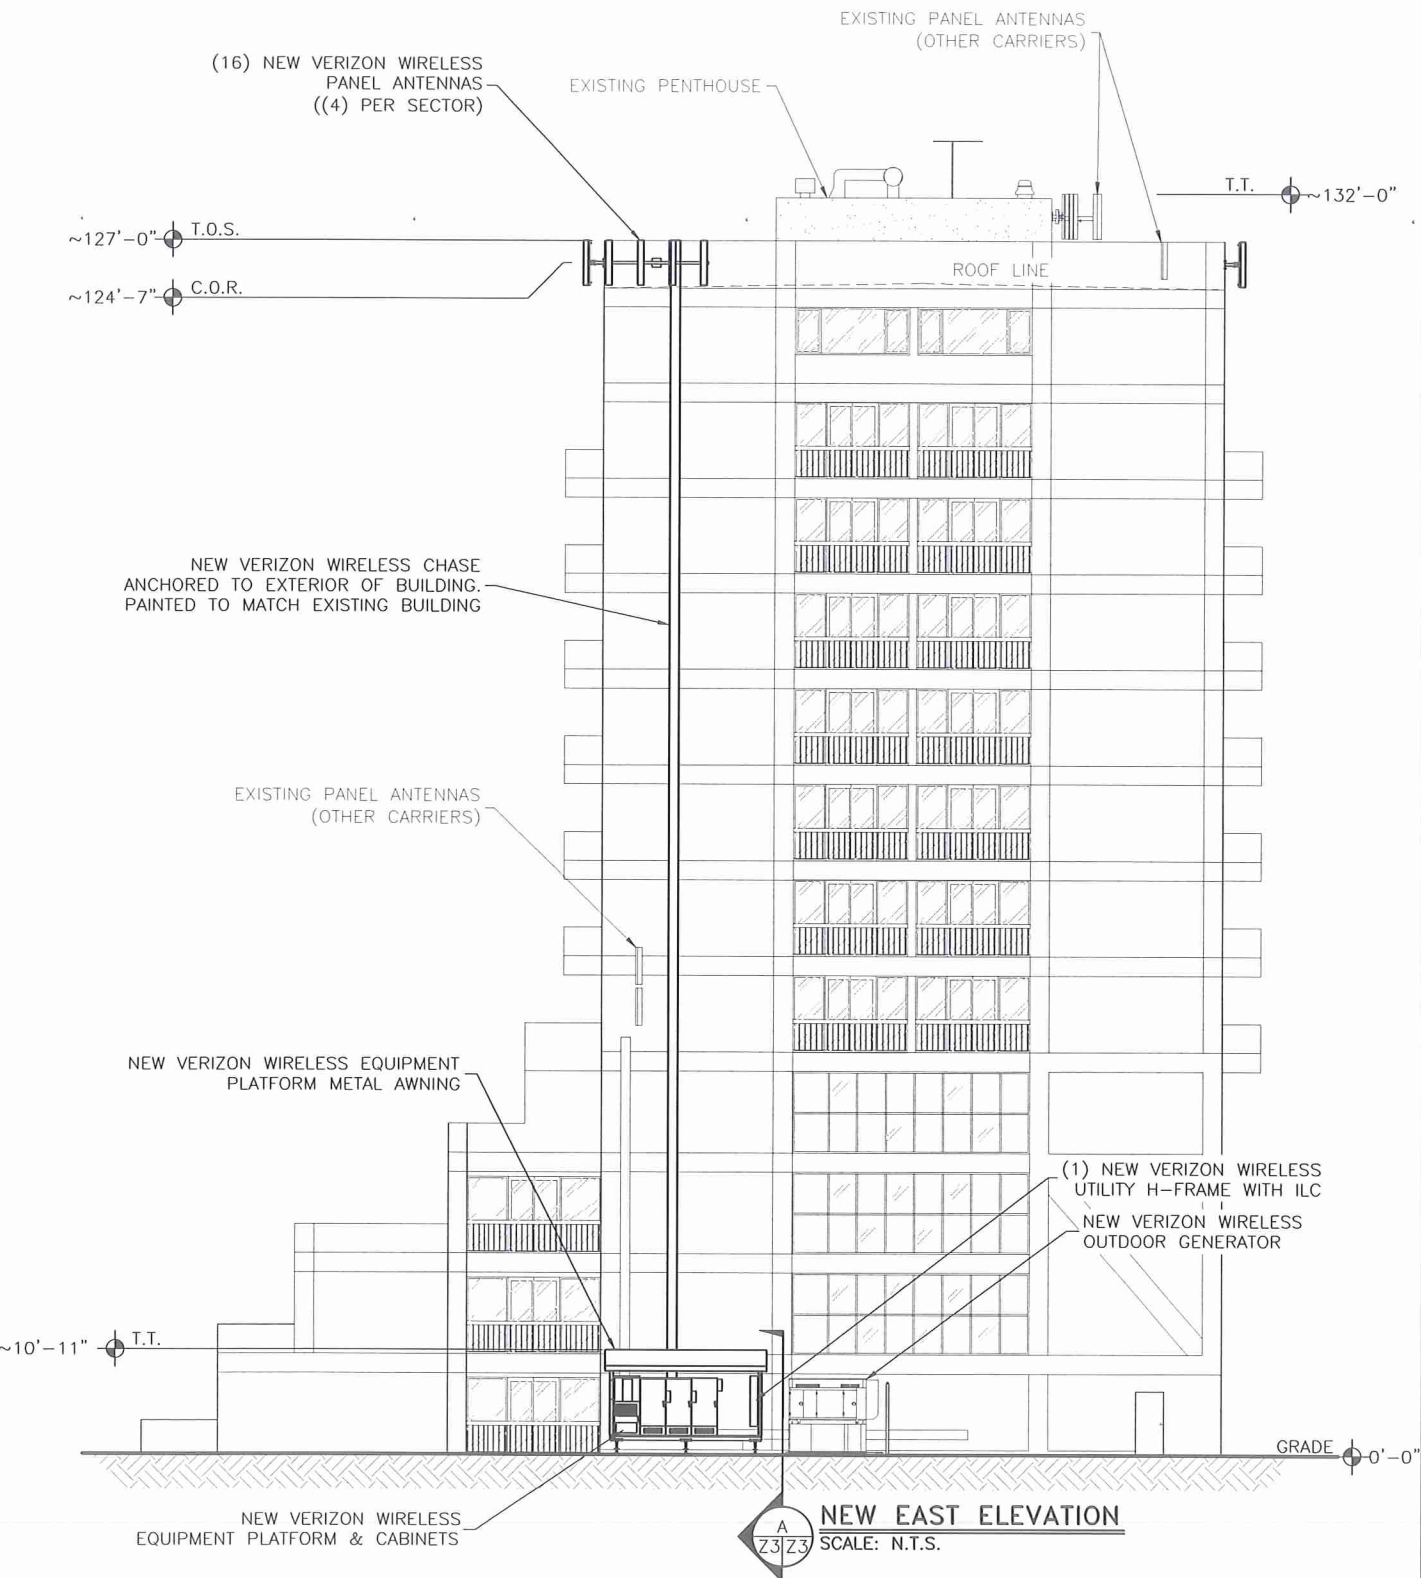 EXISTING PANEL ANTENNAS
(OTHER CARRIERS)
(16) NEW VERIZON WIRELESS
PANEL ANTENNAS
((4) PER SECTOR)
EXISTING PENTHOUSE
T.T.
~132'-0"
~127'-0"
T.O.S.
ROOF LINE
~124'-7"
C.O.R.
NEW VERIZON WIRELESS CHASE
ANCHORED TO EXTERIOR OF BUILDING.
PAINTED TO MATCH EXISTING BUILDING
EXISTING PANEL ANTENNAS
(OTHER CARRIERS)
NEW VERIZON WIRELESS EQUIPMENT
PLATFORM METAL AWNING
(1) NEW VERIZON WIRELESS
UTILITY H-FRAME WITH ILC
NEW VERIZON WIRELESS
OUTDOOR GENERATOR
~10'-11"
T.T.
GRADE
0'-0"
NEW VERIZON WIRELESS
EQUIPMENT PLATFORM & CABINETS
A
Z3 Z3
NEW EAST ELEVATION
SCALE: N.T.S.